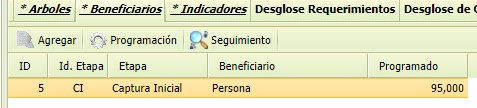 * Arboles * Beneficiarios * Indicadores Desglose Requerimientos Desglose de
Agregar Programación Seguimiento
ID Id. Etapa Etapa Beneficiario Programado
5 CI Captura Inicial Persona 95,000